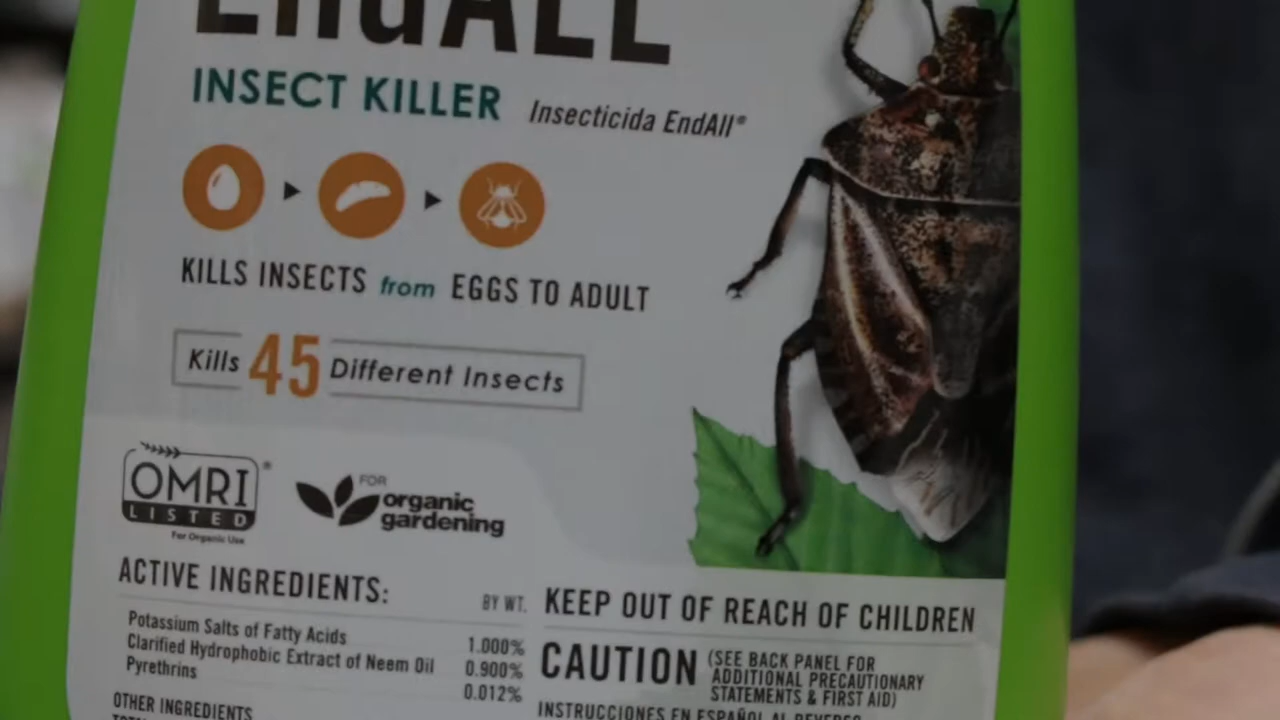 EndALL
INSECT KILLER Insecticida EndAll®
KILLS INSECTS from EGGS TO ADULT
Kills 45 Different Insects
OMRI®
LISTED
For Organic Use
FOR
organic
gardening
ACTIVE INGREDIENTS: BY WT.
Potassium Salts of Fatty Acids 1.000%
Clarified Hydrophobic Extract of Neem Oil 0.900%
Pyrethrins 0.012%
OTHER INGREDIENTS
KEEP OUT OF REACH OF CHILDREN
CAUTION (SEE BACK PANEL FOR
ADDITIONAL PRECAUTIONARY
STATEMENTS & FIRST AID)
INSTRUCCIONES EN ESPAÑOL AL REVERSO